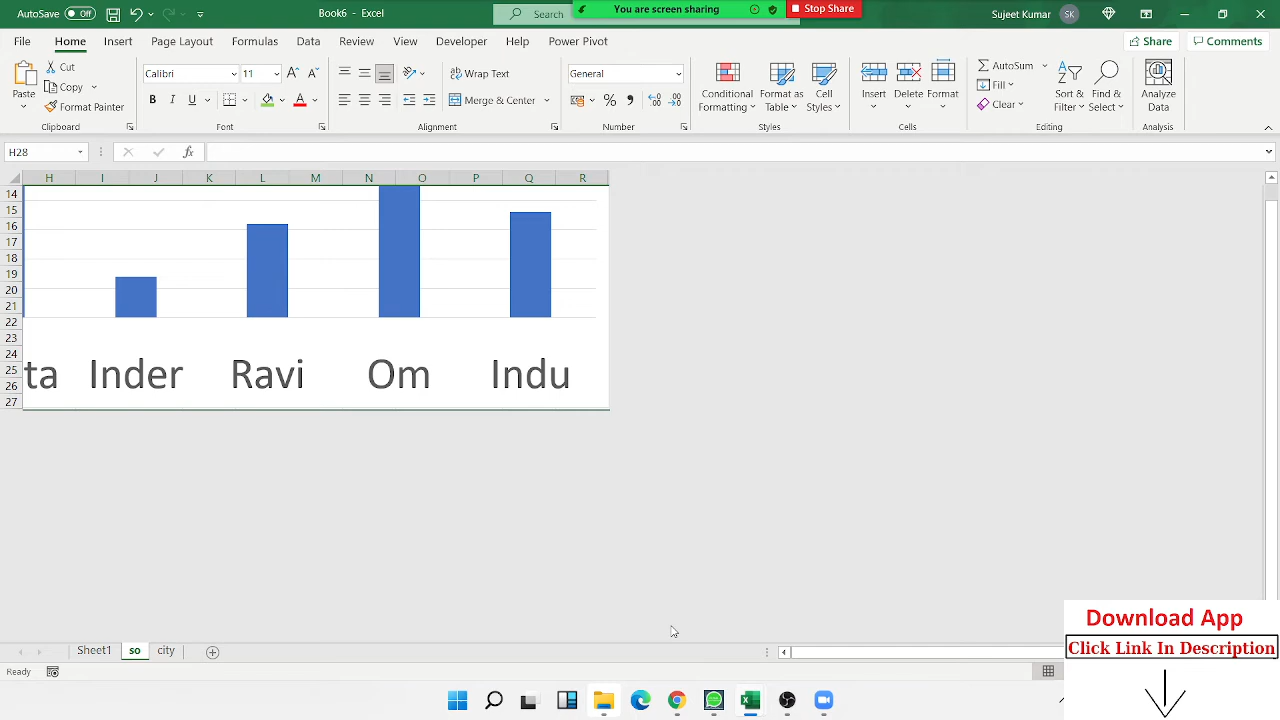 AutoSave Off Book6 - Excel Search You are screen sharing Stop Share Sujeet Kumar SK
File Home Insert Page Layout Formulas Data Review View Developer Help Power Pivot Share Comments
Paste Cut Copy Format Painter Clipboard
Calibri 11 B I U A Font
Wrap Text Merge & Center Alignment
General % Number
Conditional Formatting Format as Table Cell Styles Styles
Insert Delete Format Cells
AutoSum Fill Clear Sort & Filter Find & Select Editing
Analyze Data Analysis
H28 fx
H I J K L M N O P Q R
14
15
16
17
18
19
20
21
22
23
24
25
26
27
ta Inder Ravi Om Indu
Sheet1 so city
Ready
Download App
Click Link In Description